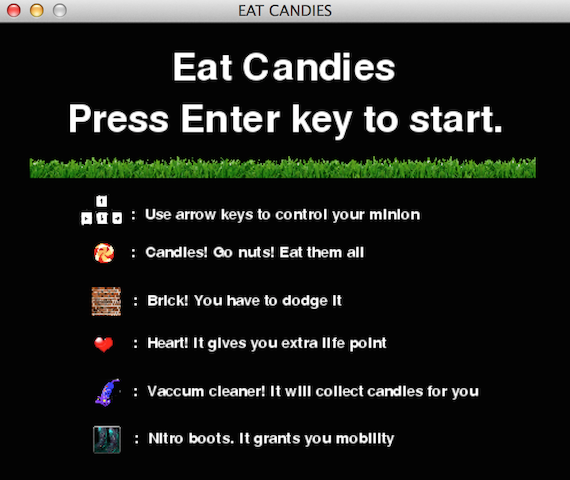 EAT CANDIES
Eat Candies
Press Enter key to start.
: Use arrow keys to control your minion
: Candies! Go nuts! Eat them all
: Brick! You have to dodge it
: Heart! It gives you extra life point
: Vaccum cleaner! It will collect candies for you
: Nitro boots. It grants you mobility